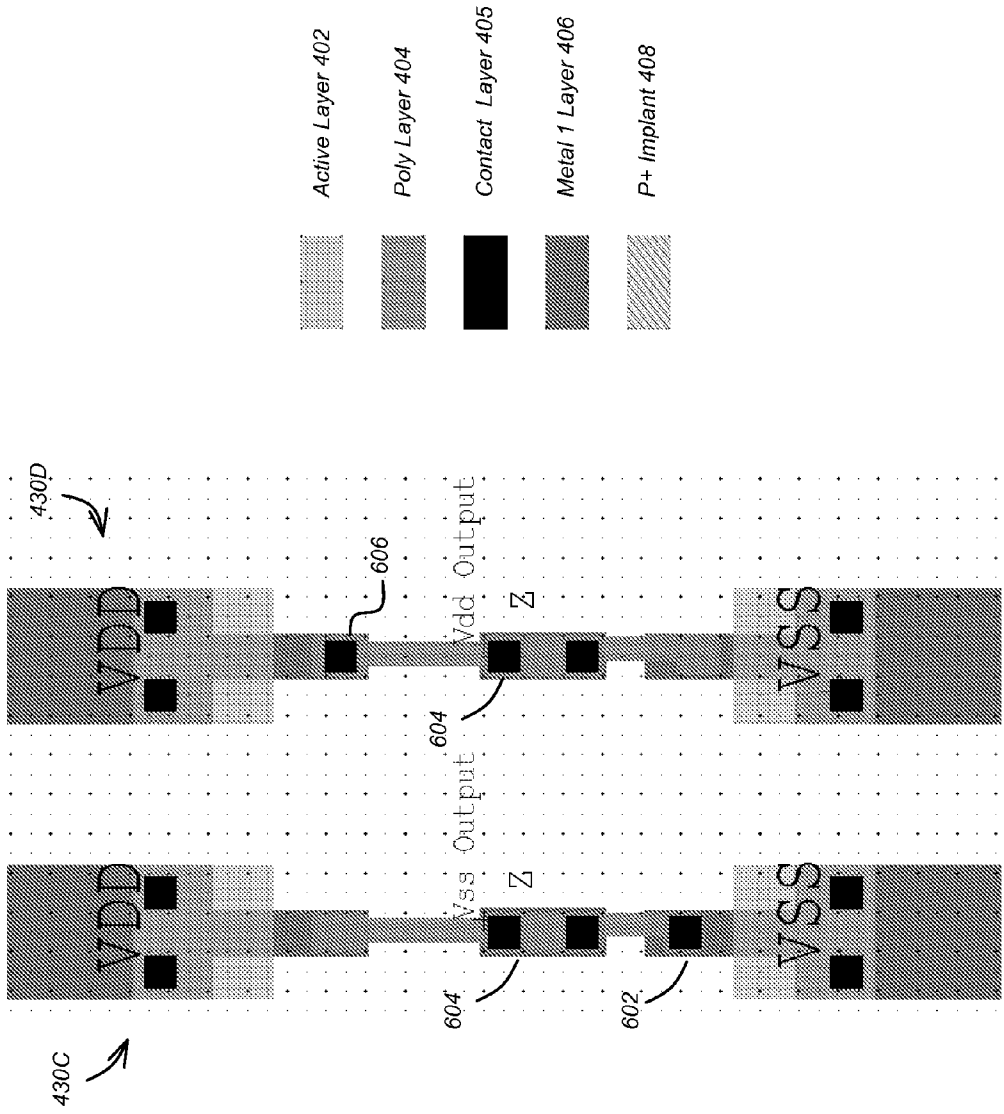 Active Layer 402
Poly Layer 404
Contact Layer 405
Metal 1 Layer 406
P+ Implant 408
430D
VDD
606
Vdd Output
Z
604
VSS
430C
VDD
Vss Output
Z
604
602
VSS